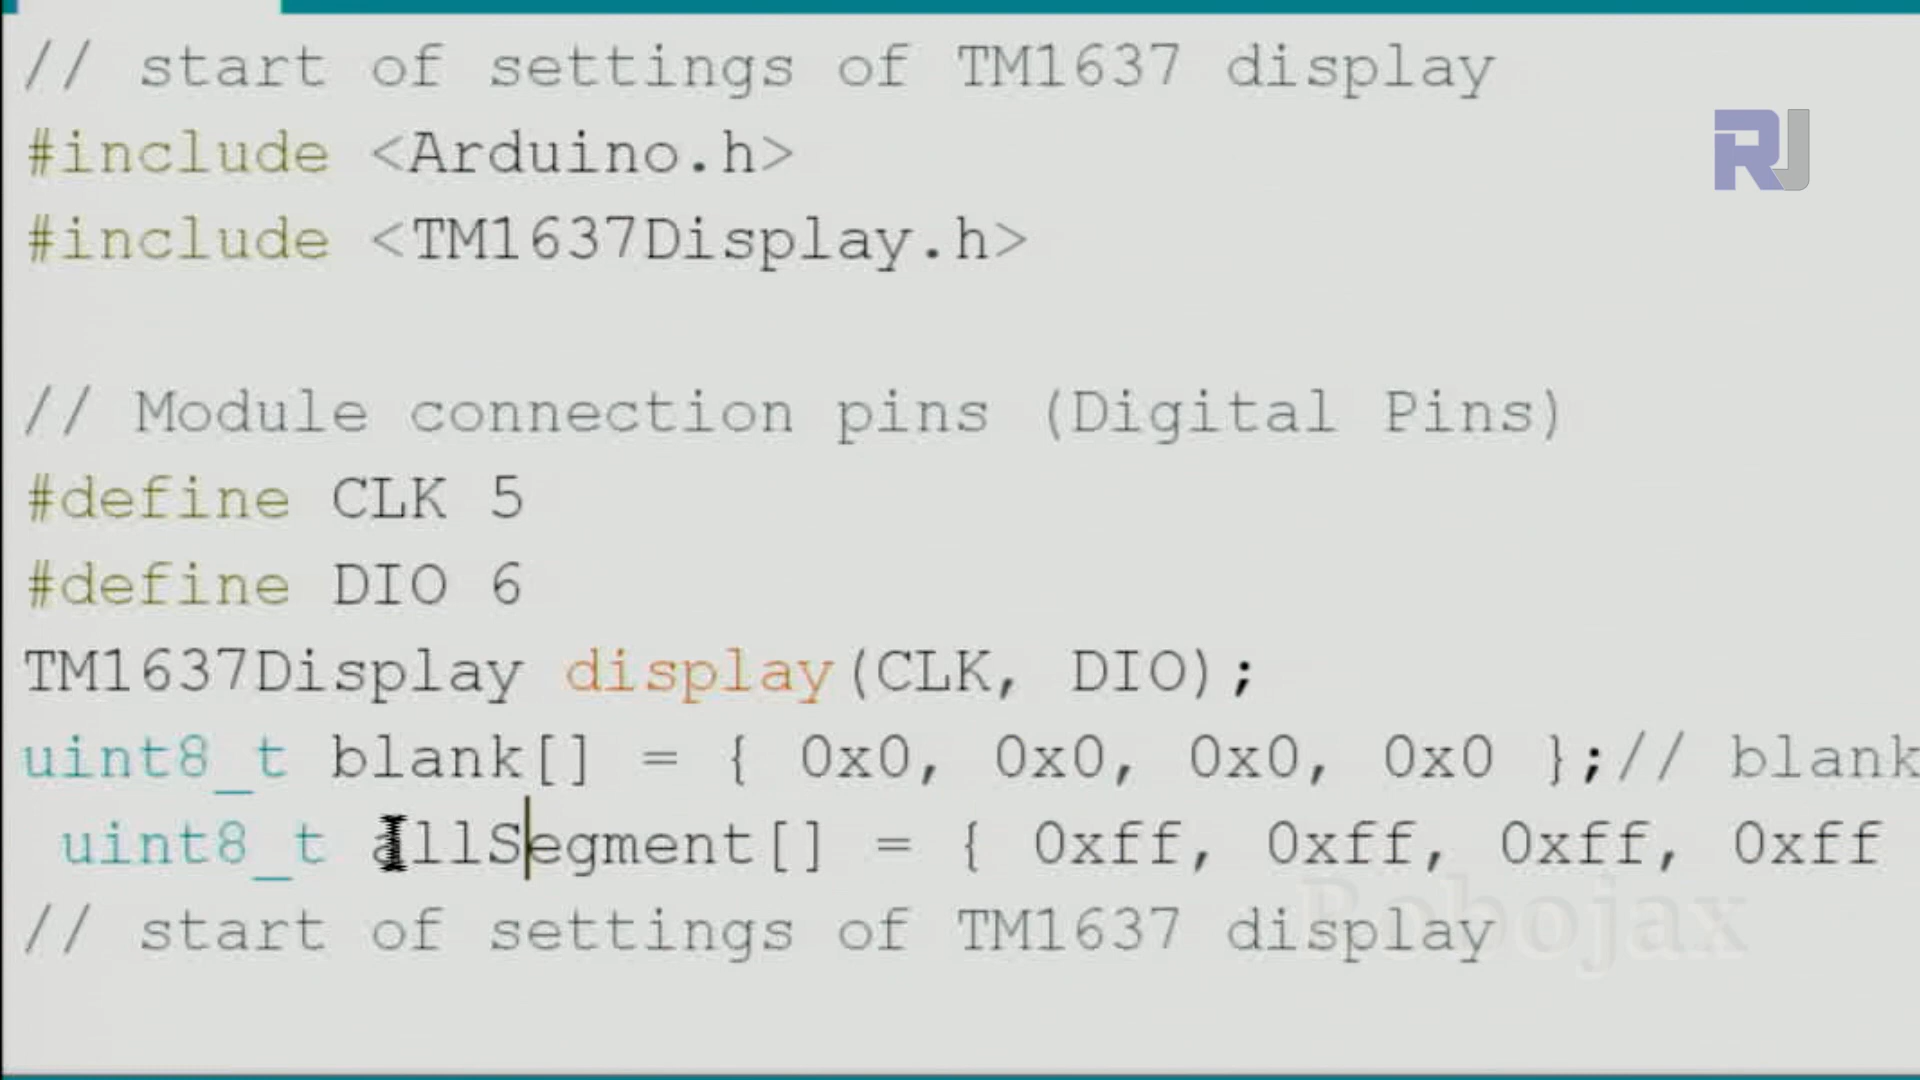 // start of settings of TM1637 display
RJ
#include <Arduino.h>
#include <TM1637Display.h>
// Module connection pins (Digital Pins)
#define CLK 5
#define DIO 6
TM1637Display display(CLK, DIO);
uint8_t blank[] = { 0x0, 0x0, 0x0, 0x0 };// blank
uint8_t allSegment[] = { 0xff, 0xff, 0xff, 0xff
// start of settings of TM1637 display
Robojax